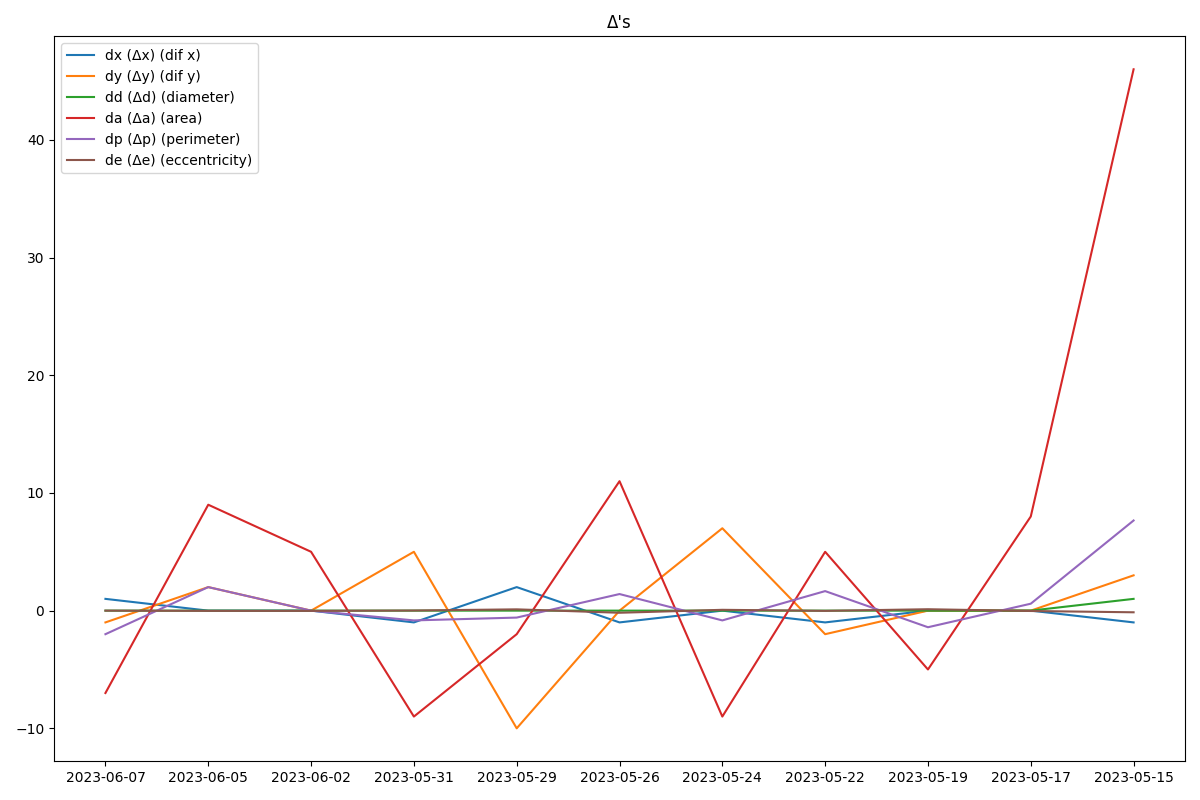 Δ's
dx (Δx) (dif x)
dy (Δy) (dif y)
dd (Δd) (diameter)
da (Δa) (area)
dp (Δp) (perimeter)
de (Δe) (eccentricity)
40
30
20
10
0
−10
2023-06-07 2023-06-05 2023-06-02 2023-05-31 2023-05-29 2023-05-26 2023-05-24 2023-05-22 2023-05-19 2023-05-17 2023-05-15